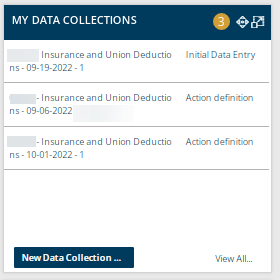 MY DATA COLLECTIONS 3
Insurance and Union Deductio Initial Data Entry
ns - 09-19-2022 - 1
- Insurance and Union Deductio Action definition
ns - 09-06-2022
- Insurance and Union Deductio Action definition
ns - 10-01-2022 - 1
New Data Collection ... View All...